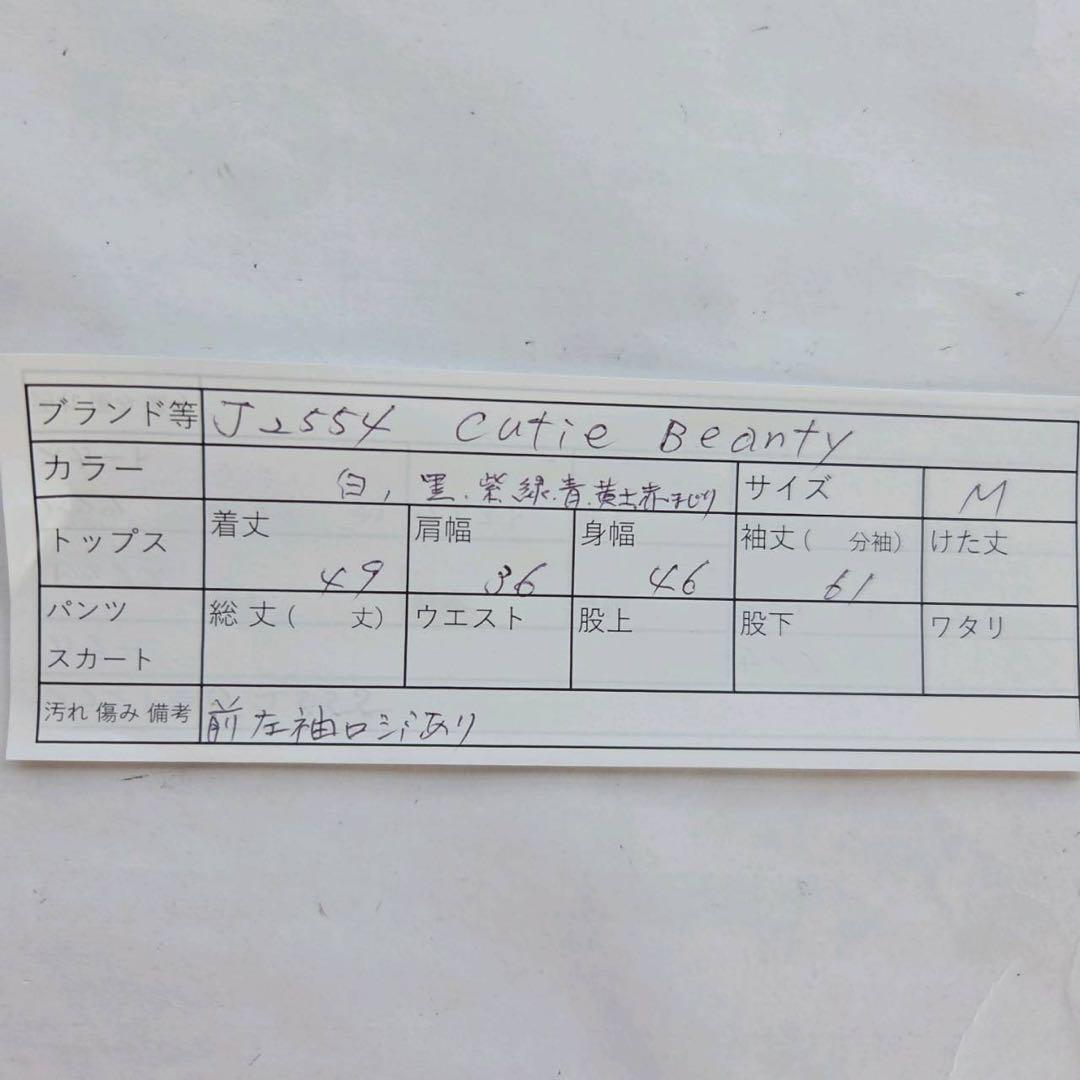 ブランド等 J2554 Cutie Beanty
カラー 白、黒、紫、緑、青、黄土赤まじり サイズ M
トップス 着丈 49 肩幅 36 身幅 46 袖丈( 分袖) 61 けた丈
パンツ スカート 総丈( 丈) ウエスト 股上 股下 ワタリ
汚れ 傷み 備考 前左袖口シミあり